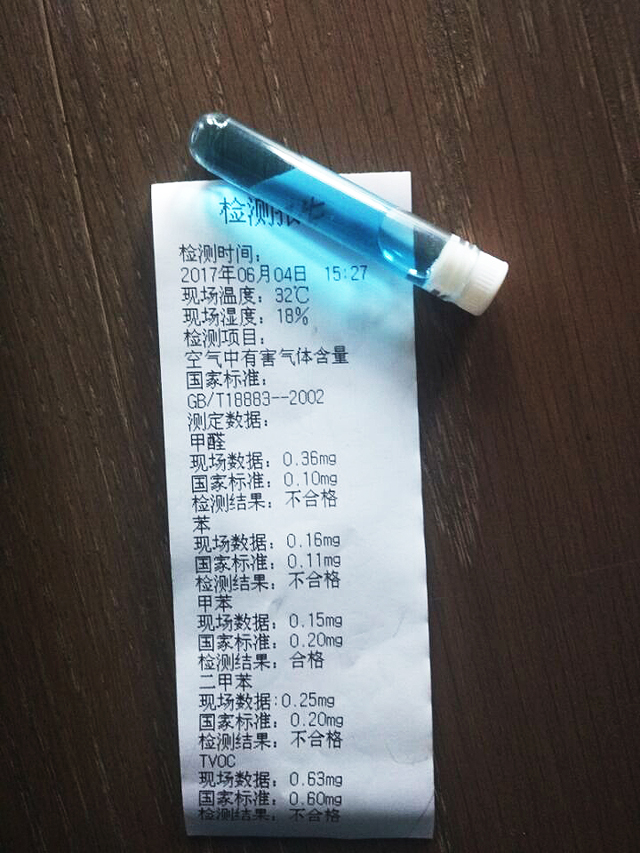 检测报
检测时间：
2017年06月04日 15:27
现场温度：32℃
现场湿度：18%
检测项目：
空气中有害气体含量
国家标准：
GB/T18883--2002
测定数据：
甲醛
现场数据：0.36mg
国家标准：0.10mg
检测结果：不合格
苯
现场数据：0.16mg
国家标准：0.11mg
检测结果：不合格
甲苯
现场数据：0.15mg
国家标准：0.20mg
检测结果：合格
二甲苯
现场数据：0.25mg
国家标准：0.20mg
检测结果：不合格
TVOC
现场数据：0.63mg
国家标准：0.60mg
检测结果：不合格